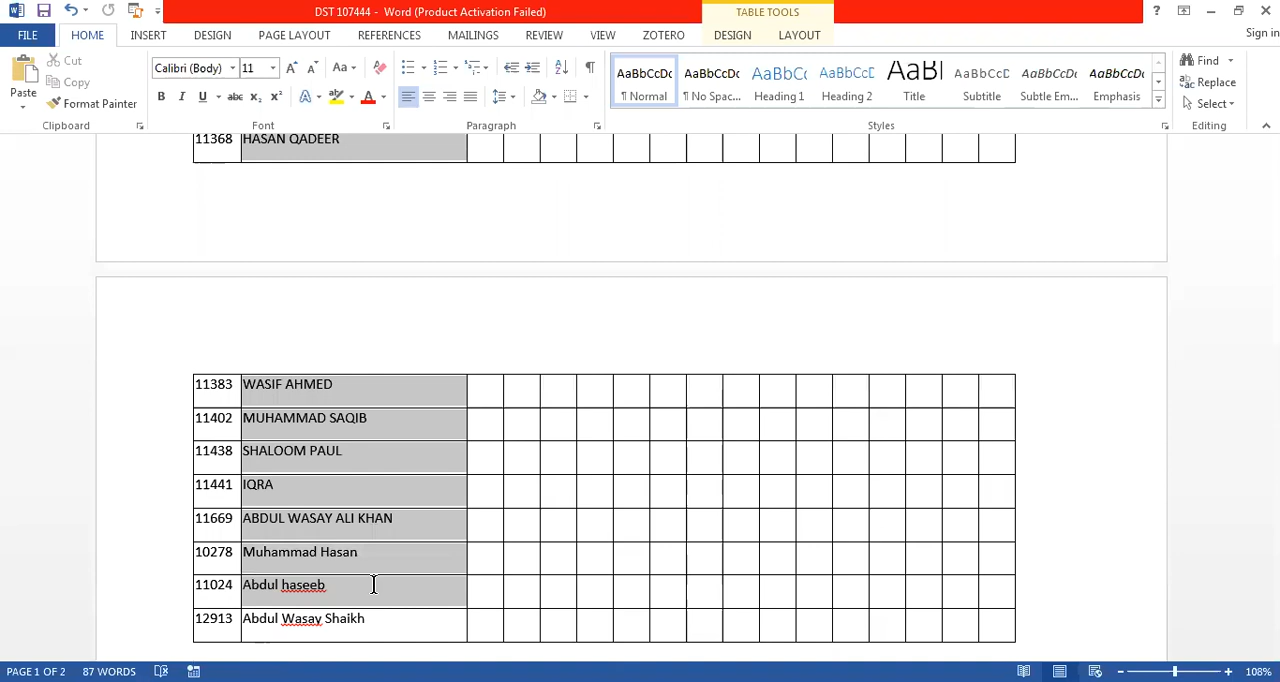 DST 107444 - Word (Product Activation Failed)
TABLE TOOLS
?
FILE HOME INSERT DESIGN PAGE LAYOUT REFERENCES MAILINGS REVIEW VIEW ZOTERO DESIGN LAYOUT Sign in
Paste
Cut
Copy
Format Painter
Clipboard
Calibri (Body) 11
Font
Paragraph
AaBbCcDc AaBbCcDc AaBbC( AaBbCcE AaBI AaBbCcD AaBbCcDc AaBbCcDc
¶ Normal ¶ No Spac... Heading 1 Heading 2 Title Subtitle Subtle Em... Emphasis
Styles
Find
Replace
Select
Editing
11368 HASAN QADEER
11383 WASIF AHMED
11402 MUHAMMAD SAQIB
11438 SHALOOM PAUL
11441 IQRA
11669 ABDUL WASAY ALI KHAN
10278 Muhammad Hasan
11024 Abdul haseeb
12913 Abdul Wasay Shaikh
PAGE 1 OF 2 87 WORDS 108%